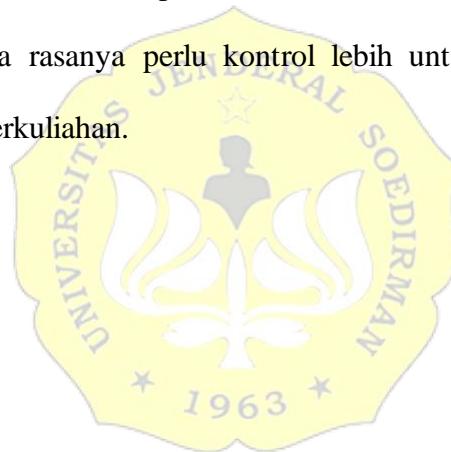 a rasanya perlu kontrol lebih unt
erkuliahan.
UNIVERSITAS JENDERAL SOEDIRMAN
* 1963 *